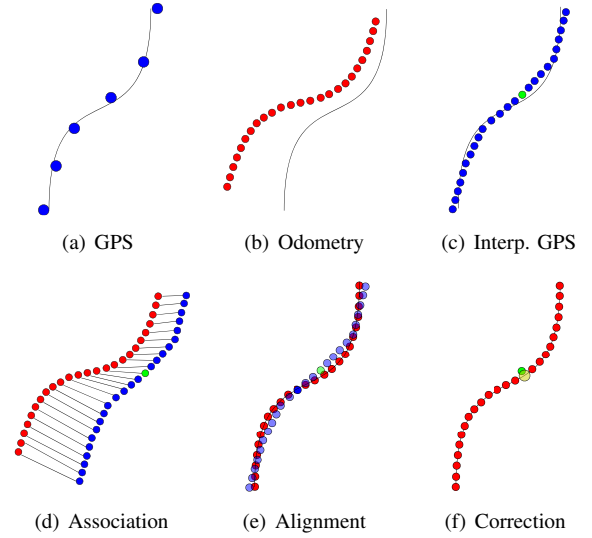 (a) GPS
(b) Odometry
(c) Interp. GPS
(d) Association
(e) Alignment
(f) Correction